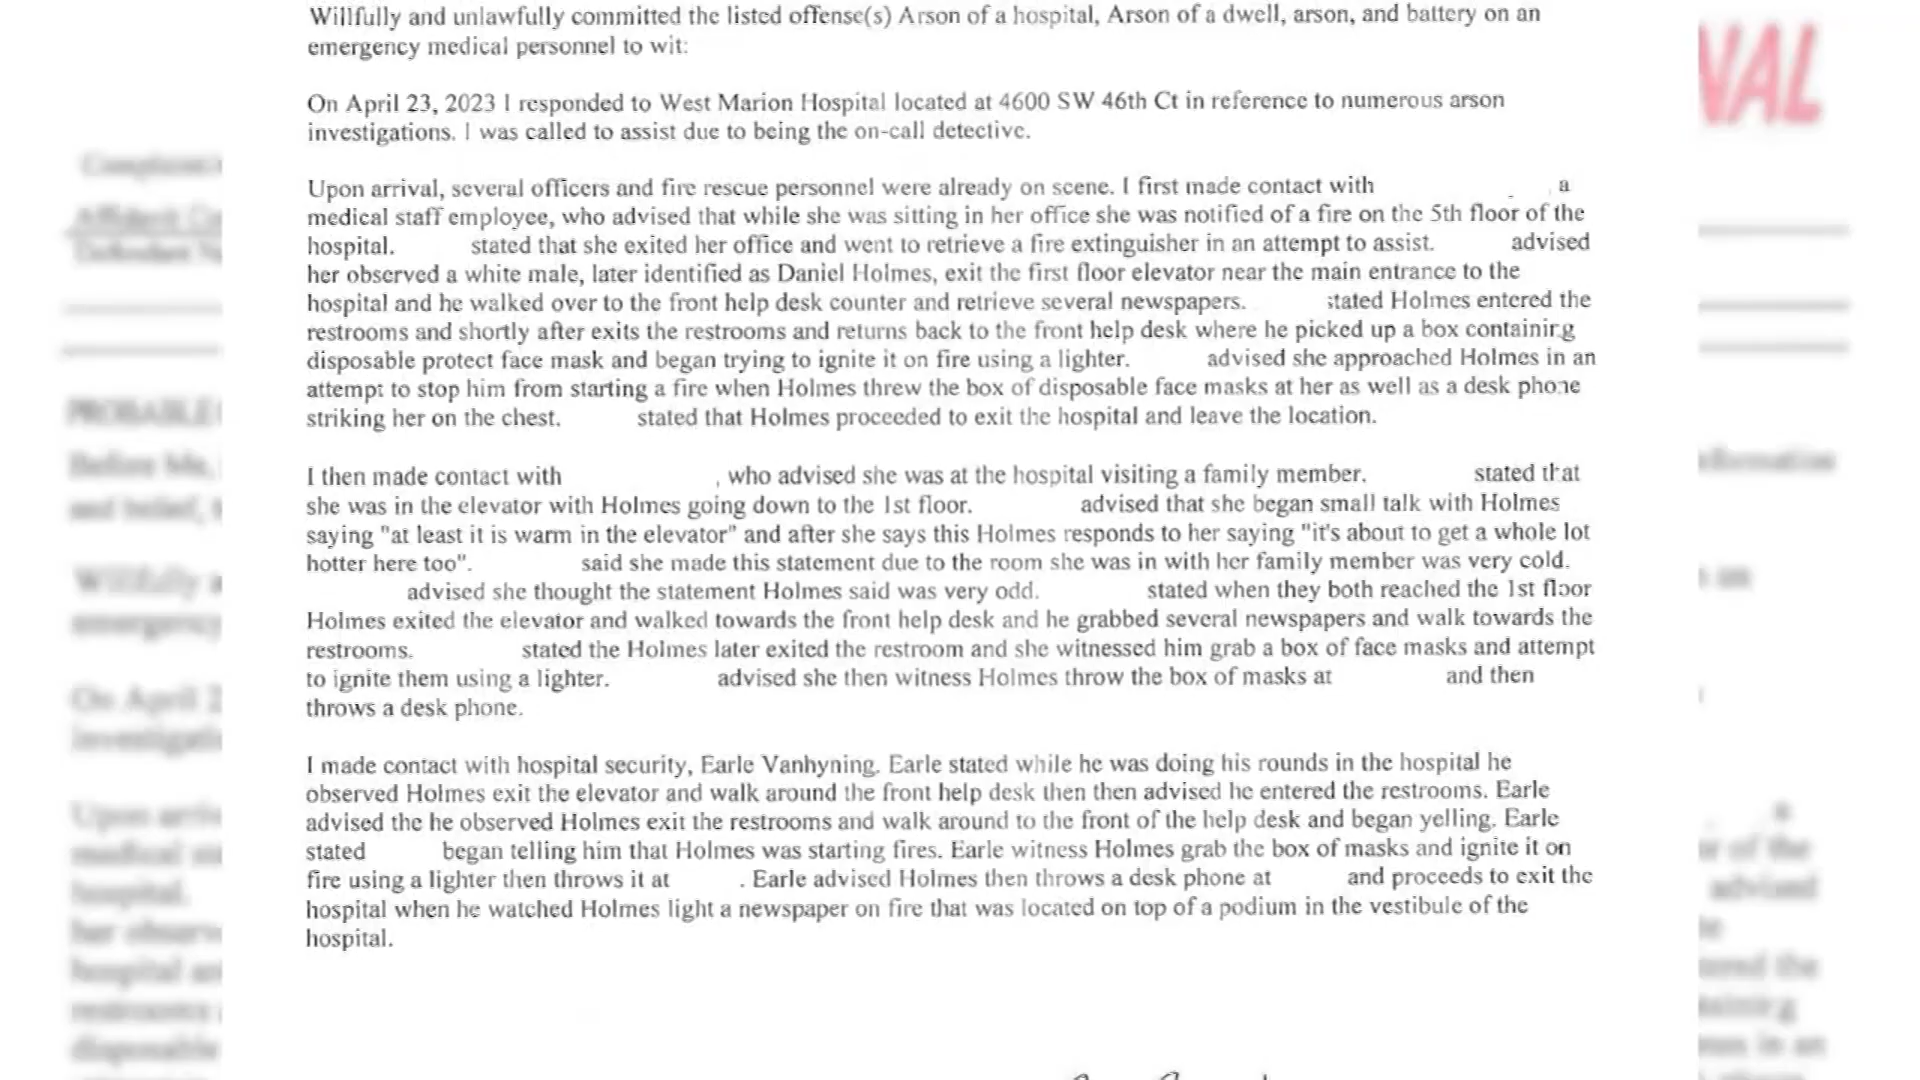 Willfully and unlawfully committed the listed offense(s) Arson of a hospital, Arson of a dwell, arson, and battery on an
emergency medical personnel to wit:
On April 23, 2023 I responded to West Marion Hospital located at 4600 SW 46th Ct in reference to numerous arson
investigations. I was called to assist due to being the on-call detective.
Upon arrival, several officers and fire rescue personnel were already on scene. I first made contact with a
medical staff employee, who advised that while she was sitting in her office she was notified of a fire on the 5th floor of the
hospital. stated that she exited her office and went to retrieve a fire extinguisher in an attempt to assist. advised
her observed a white male, later identified as Daniel Holmes, exit the first floor elevator near the main entrance to the
hospital and he walked over to the front help desk counter and retrieve several newspapers. stated Holmes entered the
restrooms and shortly after exits the restrooms and returns back to the front help desk where he picked up a box containing
disposable protect face mask and began trying to ignite it on fire using a lighter. advised she approached Holmes in an
attempt to stop him from starting a fire when Holmes threw the box of disposable face masks at her as well as a desk phone
striking her on the chest. stated that Holmes proceeded to exit the hospital and leave the location.
I then made contact with , who advised she was at the hospital visiting a family member. stated that
she was in the elevator with Holmes going down to the 1st floor. advised that she began small talk with Holmes
saying "at least it is warm in the elevator" and after she says this Holmes responds to her saying "it's about to get a whole lot
hotter here too". said she made this statement due to the room she was in with her family member was very cold.
advised she thought the statement Holmes said was very odd. stated when they both reached the 1st floor
Holmes exited the elevator and walked towards the front help desk and he grabbed several newspapers and walk towards the
restrooms. stated the Holmes later exited the restroom and she witnessed him grab a box of face masks and attempt
to ignite them using a lighter. advised she then witness Holmes throw the box of masks at and then
throws a desk phone.
I made contact with hospital security, Earle Vanhyning. Earle stated while he was doing his rounds in the hospital he
observed Holmes exit the elevator and walk around the front help desk then then advised he entered the restrooms. Earle
advised the he observed Holmes exit the restrooms and walk around to the front of the help desk and began yelling. Earle
stated began telling him that Holmes was starting fires. Earle witness Holmes grab the box of masks and ignite it on
fire using a lighter then throws it at . Earle advised Holmes then throws a desk phone at and proceeds to exit the
hospital when he watched Holmes light a newspaper on fire that was located on top of a podium in the vestibule of the
hospital.